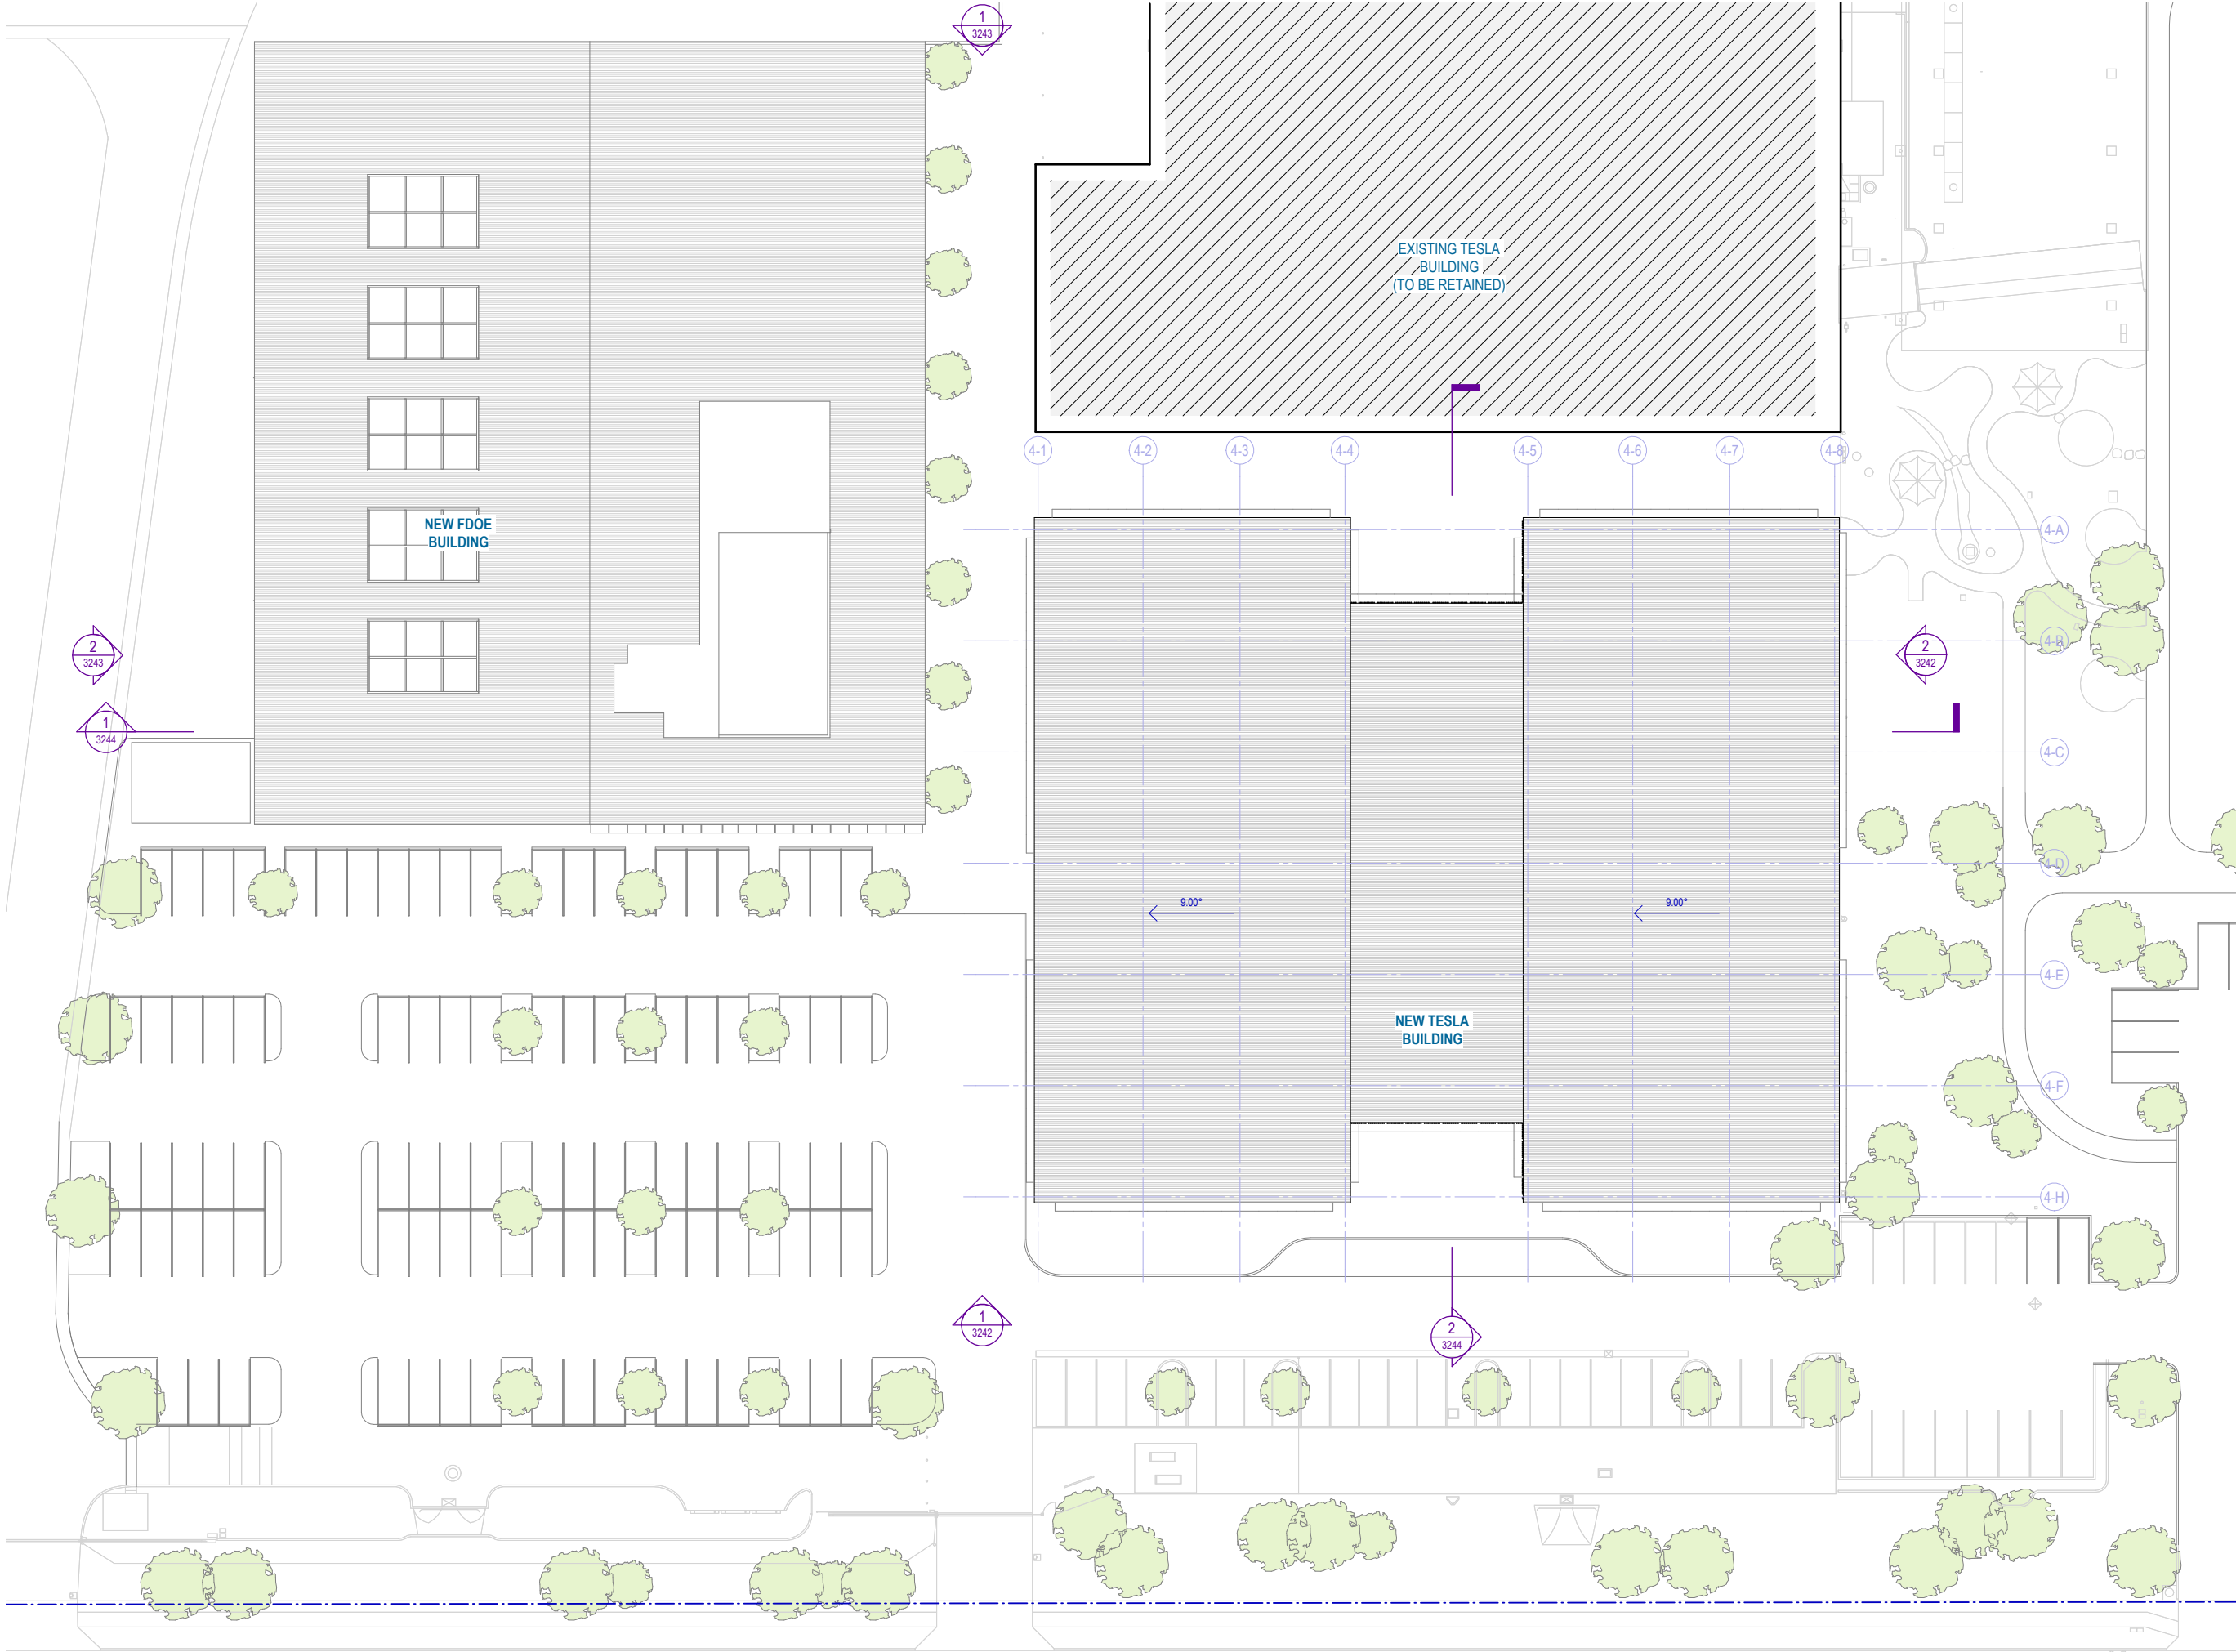 1
3243
EXISTING TESLA
BUILDING
(TO BE RETAINED)
4-1
4-2
4-3
4-4
4-5
4-6
4-7
4-8
NEW FDOE
BUILDING
4-A
4-B
2
3243
2
3242
1
3244
4-C
4-D
9.00°
9.00°
4-E
NEW TESLA
BUILDING
4-F
4-H
1
3242
2
3244